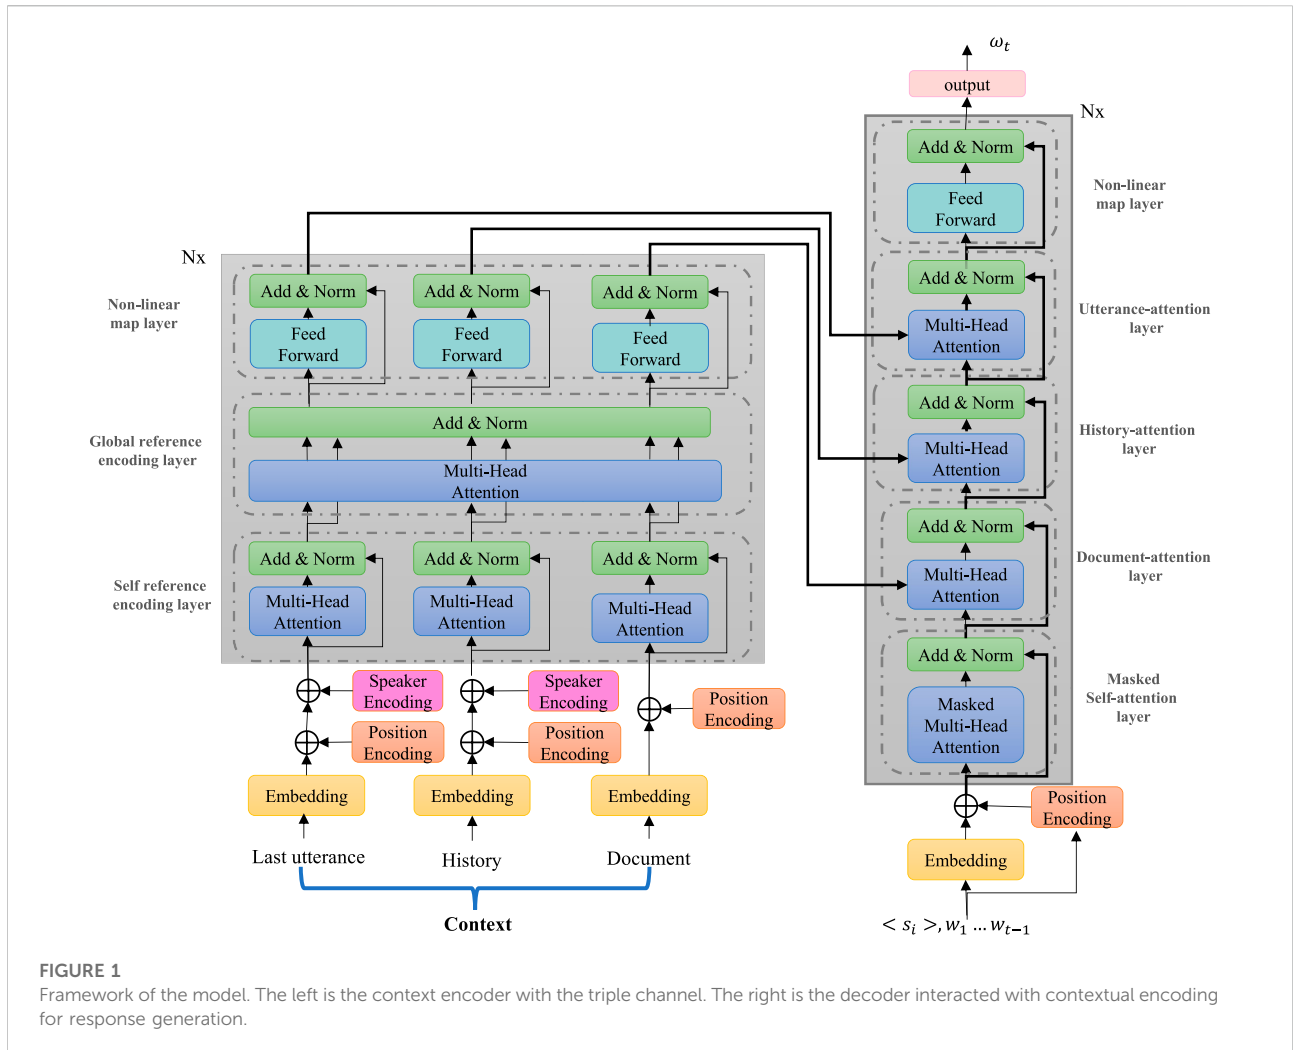 ω_t
output
Nx
Add & Norm
Feed
Forward
Non-linear
map layer
Add & Norm
Multi-Head
Attention
Utterance-attention
layer
Add & Norm
Multi-Head
Attention
History-attention
layer
Add & Norm
Multi-Head
Attention
Document-attention
layer
Add & Norm
Masked
Multi-Head
Attention
Masked
Self-attention
layer
Position
Encoding
Embedding
< s_i >, w_1 ... w_{t-1}
Nx
Non-linear
map layer
Add & Norm
Add & Norm
Add & Norm
Feed
Forward
Feed
Forward
Feed
Forward
Global reference
encoding layer
Add & Norm
Multi-Head
Attention
Self reference
encoding layer
Add & Norm
Add & Norm
Add & Norm
Multi-Head
Attention
Multi-Head
Attention
Multi-Head
Attention
Speaker
Encoding
Speaker
Encoding
Position
Encoding
Position
Encoding
Position
Encoding
Embedding
Embedding
Embedding
Last utterance
History
Document
Context
FIGURE 1
Framework of the model. The left is the context encoder with the triple channel. The right is the decoder interacted with contextual encoding
for response generation.